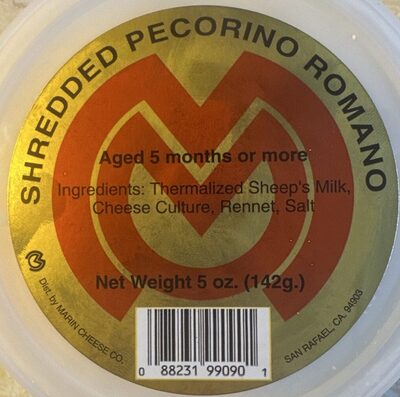 SHREDDED PECORINO ROMANO
Aged 5 months or more
Ingredients: Thermalized Sheep's Milk,
Cheese Culture, Rennet, Salt
Net Weight 5 oz. (142g.)
Dist. by MARIN CHEESE CO.
SAN RAFAEL, CA. 94903
0 88231 99090 1